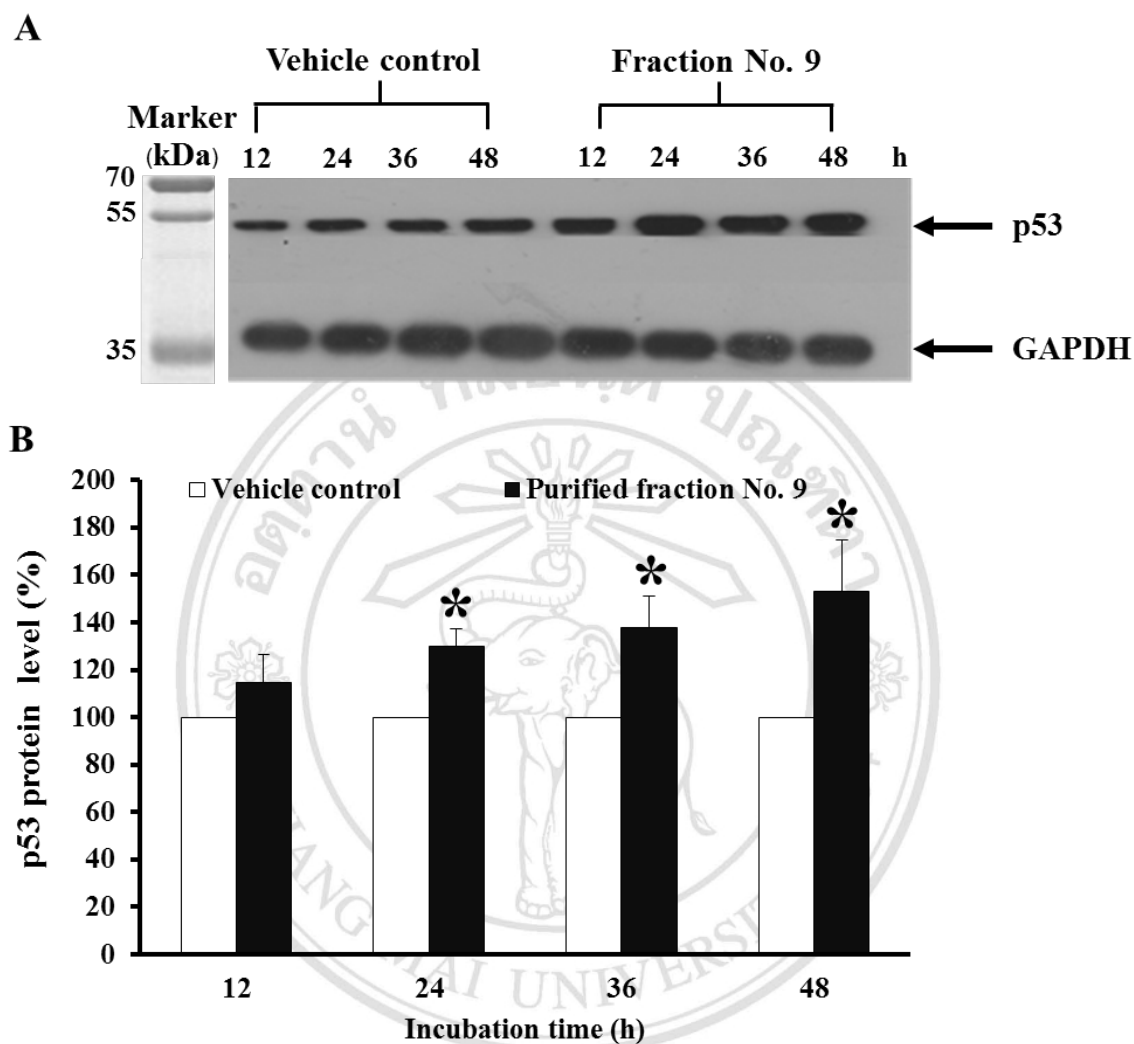 A
Vehicle control Fraction No. 9
Marker
(kDa) 12 24 36 48 12 24 36 48 h
70
55
p53
35
GAPDH
B
200
180
160
140
120
100
80
60
40
20
0
Vehicle control Purified fraction No. 9
* * *
p53 protein level (%)
12 24 36 48
Incubation time (h)